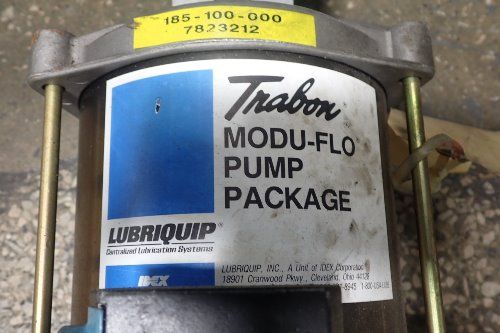 185-100-000
7823212
Trabon
MODU-FLO
PUMP
PACKAGE
LUBRIQUIP
Centralized Lubrication Systems
IDEX
LUBRIQUIP, INC., A Unit of IDEX Corporation
18901 Cranwood Pkwy., Cleveland, Ohio 44128